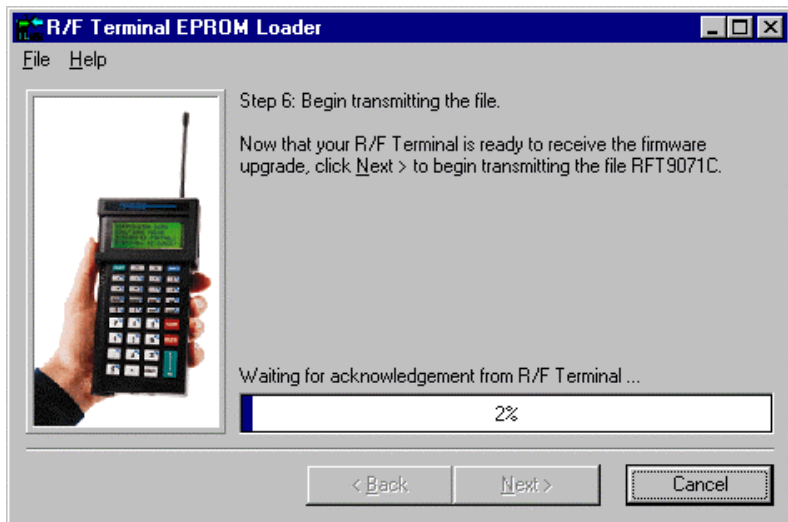 R/F Terminal EPROM Loader
File Help
Step 6: Begin transmitting the file.
Now that your R/F Terminal is ready to receive the firmware
upgrade, click Next > to begin transmitting the file RFT9071C.
Waiting for acknowledgement from R/F Terminal ...
2%
< Back Next > Cancel